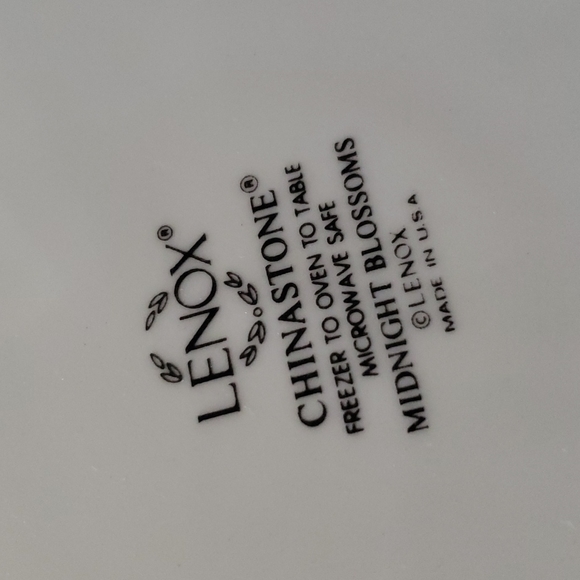 LENOX®
CHINASTONE®
FREEZER TO OVEN TO TABLE
MICROWAVE SAFE
MIDNIGHT BLOSSOMS
©LENOX
MADE IN U.S.A